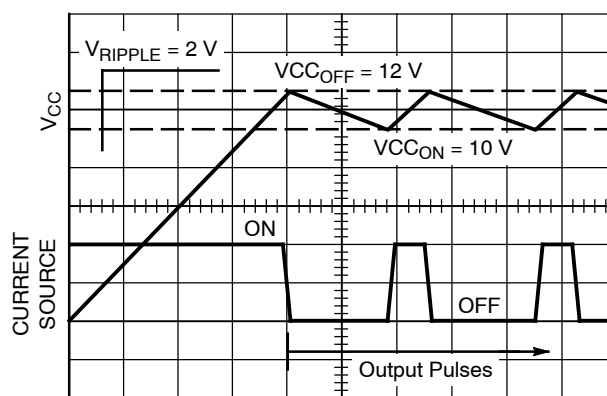 V_RIPPLE = 2 V
VCC_OFF = 12 V
V_CC
VCC_ON = 10 V
ON
CURRENT
SOURCE
OFF
Output Pulses